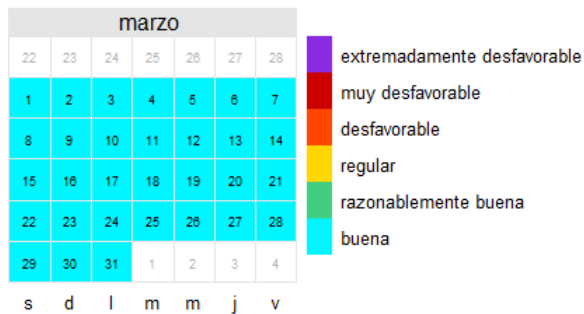 marzo
22 23 24 25 26 27 28
1 2 3 4 5 6 7
8 9 10 11 12 13 14
15 16 17 18 19 20 21
22 23 24 25 26 27 28
29 30 31 1 2 3 4
s d l m m j v
extremadamente desfavorable
muy desfavorable
desfavorable
regular
razonablemente buena
buena